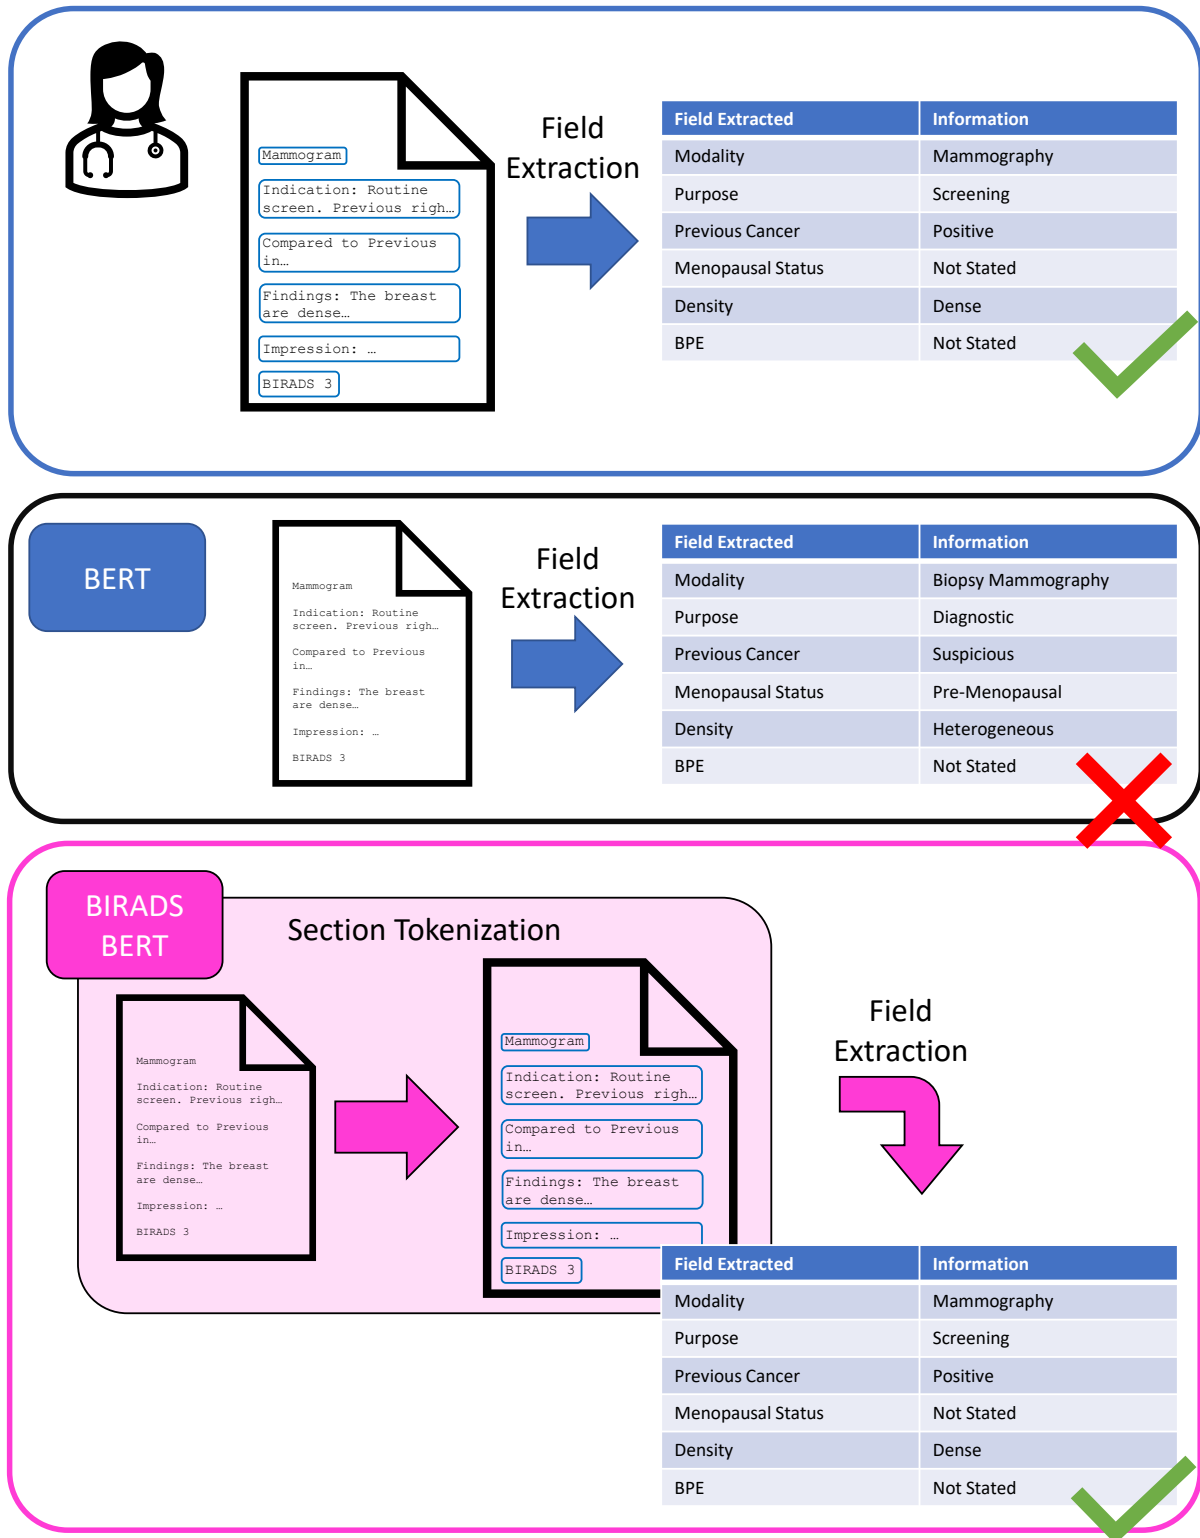 Mammogram
Indication: Routine
screen. Previous righ…
Compared to Previous
in…
Findings: The breast
are dense…
Impression: …
BIRADS 3
Field
Extraction
Field Extracted Information
Modality Mammography
Purpose Screening
Previous Cancer Positive
Menopausal Status Not Stated
Density Dense
BPE Not Stated
BERT
Mammogram
Indication: Routine
screen. Previous righ…
Compared to Previous
in…
Findings: The breast
are dense…
Impression: …
BIRADS 3
Field
Extraction
Field Extracted Information
Modality Biopsy Mammography
Purpose Diagnostic
Previous Cancer Suspicious
Menopausal Status Pre-Menopausal
Density Heterogeneous
BPE Not Stated
BIRADS
BERT
Section Tokenization
Mammogram
Indication: Routine
screen. Previous righ…
Compared to Previous
in…
Findings: The breast
are dense…
Impression: …
BIRADS 3
Mammogram
Indication: Routine
screen. Previous righ…
Compared to Previous
in…
Findings: The breast
are dense…
Impression: …
BIRADS 3
Field
Extraction
Field Extracted Information
Modality Mammography
Purpose Screening
Previous Cancer Positive
Menopausal Status Not Stated
Density Dense
BPE Not Stated